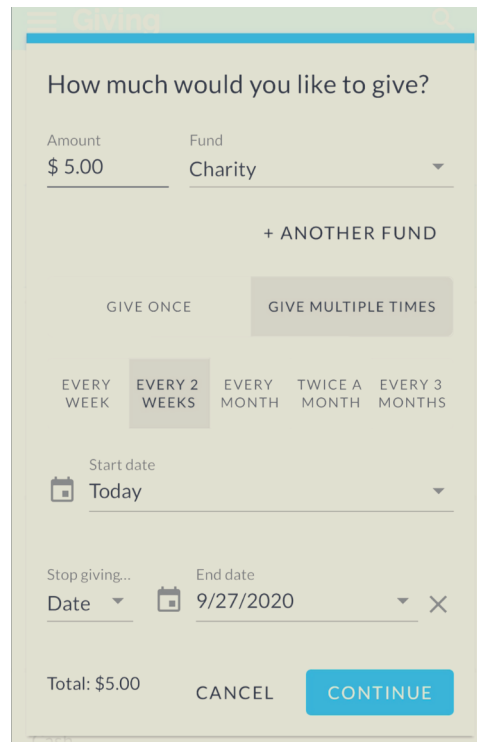 Giving
How much would you like to give?
Amount Fund
$ 5.00 Charity
+ ANOTHER FUND
GIVE ONCE GIVE MULTIPLE TIMES
EVERY WEEK EVERY 2 WEEKS EVERY MONTH TWICE A MONTH EVERY 3 MONTHS
Start date
Today
Stop giving... End date
Date 9/27/2020
Total: $5.00 CANCEL CONTINUE